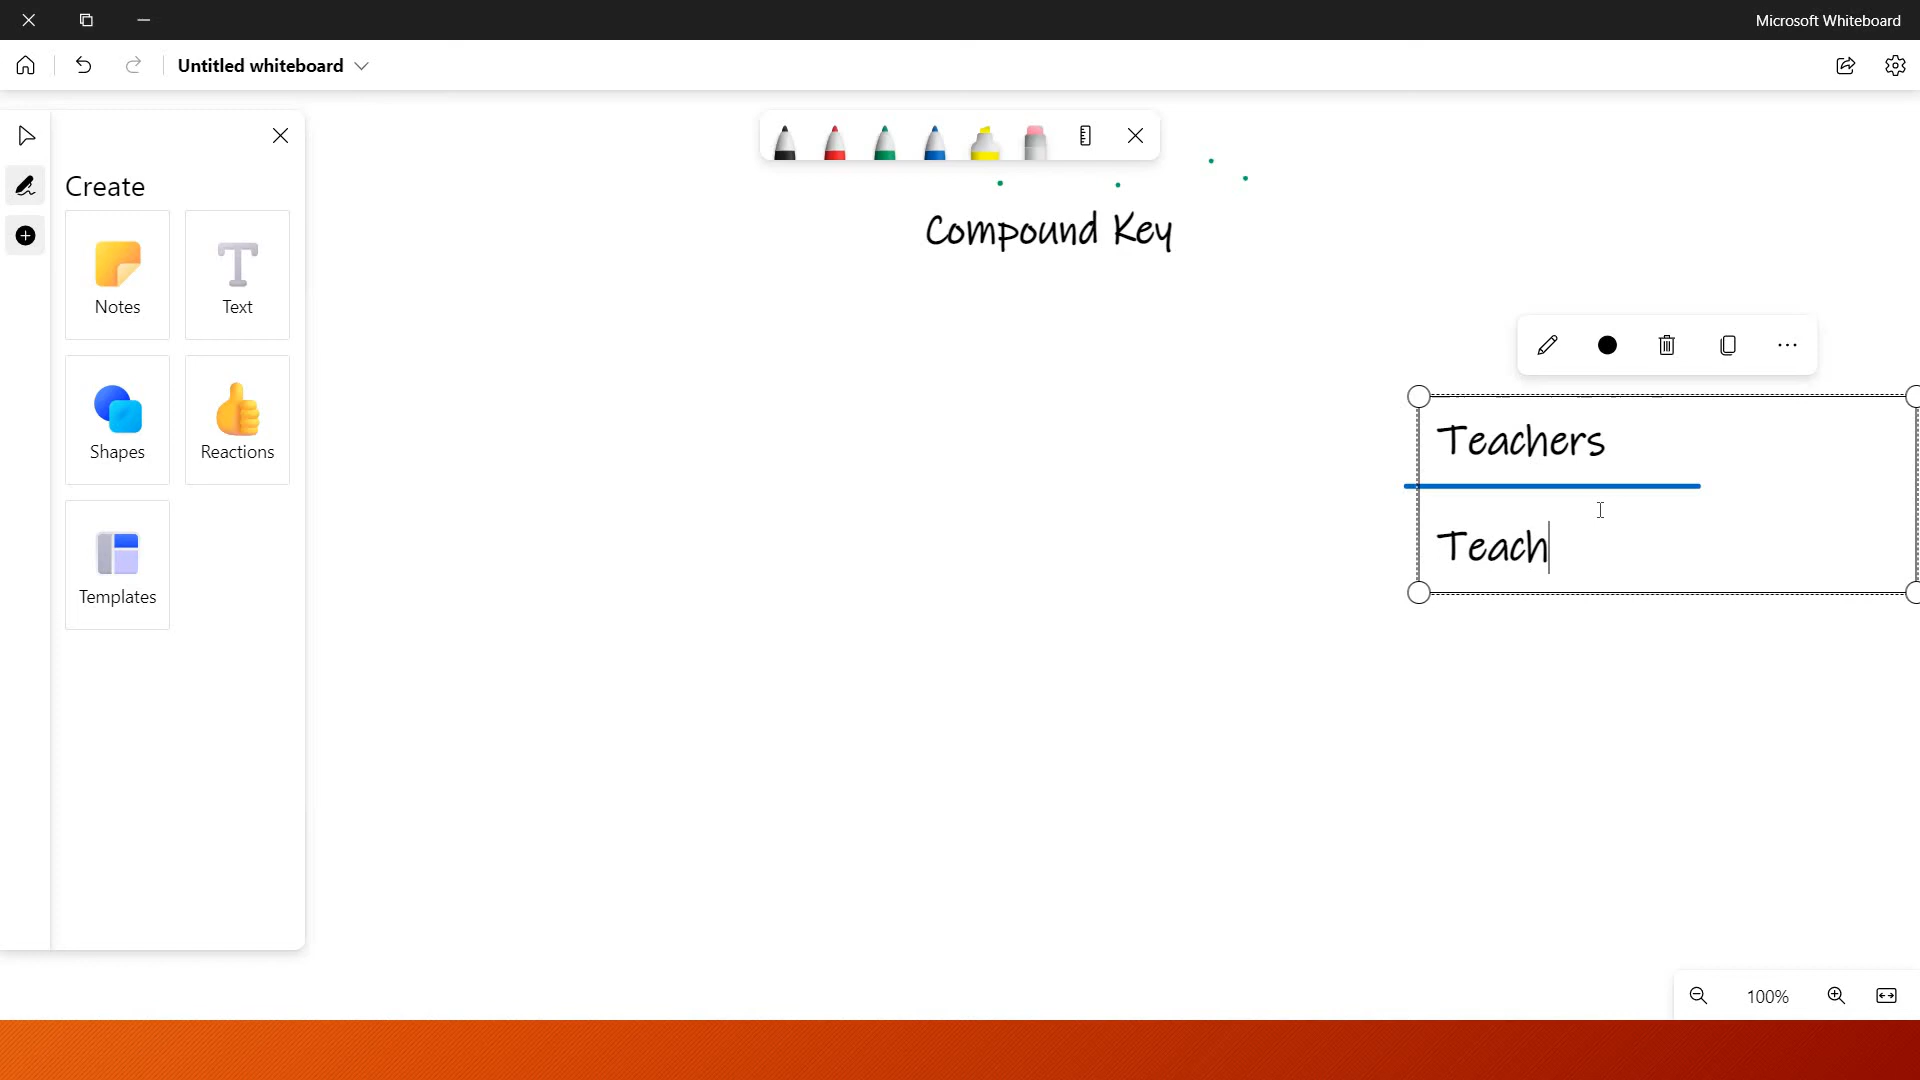 Microsoft Whiteboard
Untitled whiteboard
Create
Notes
Text
Shapes
Reactions
Templates
Compound Key
Teachers
Teach
100%